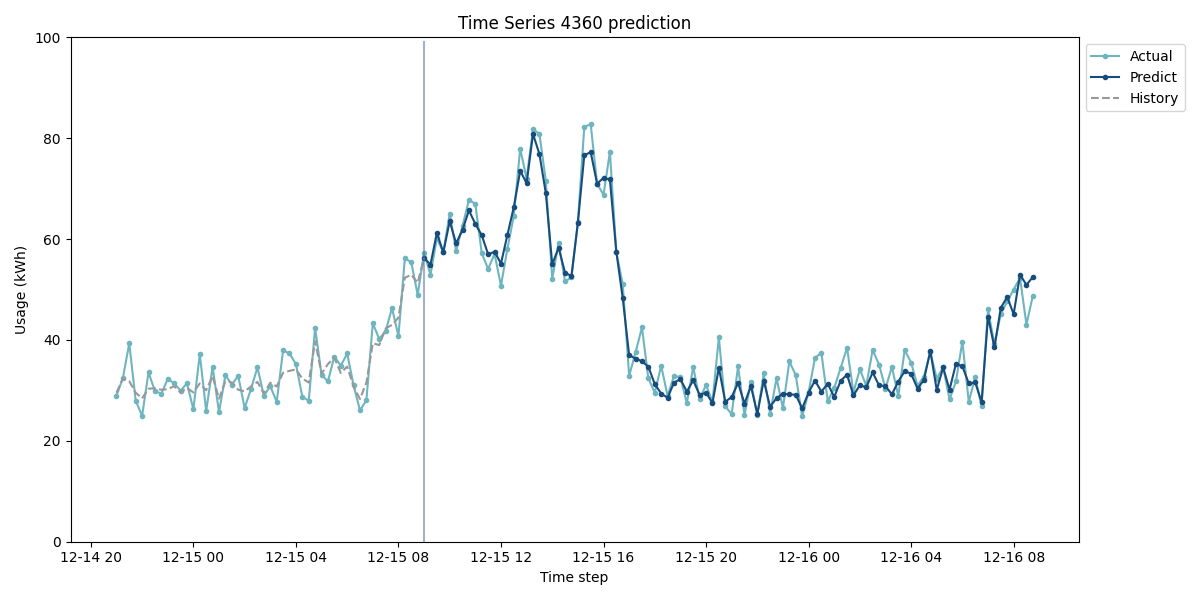 Time Series 4360 prediction
100
80
60
40
20
0
Usage (kWh)
12-14 20
12-15 00
12-15 04
12-15 08
12-15 12
12-15 16
12-15 20
12-16 00
12-16 04
12-16 08
Time step
Actual
Predict
History